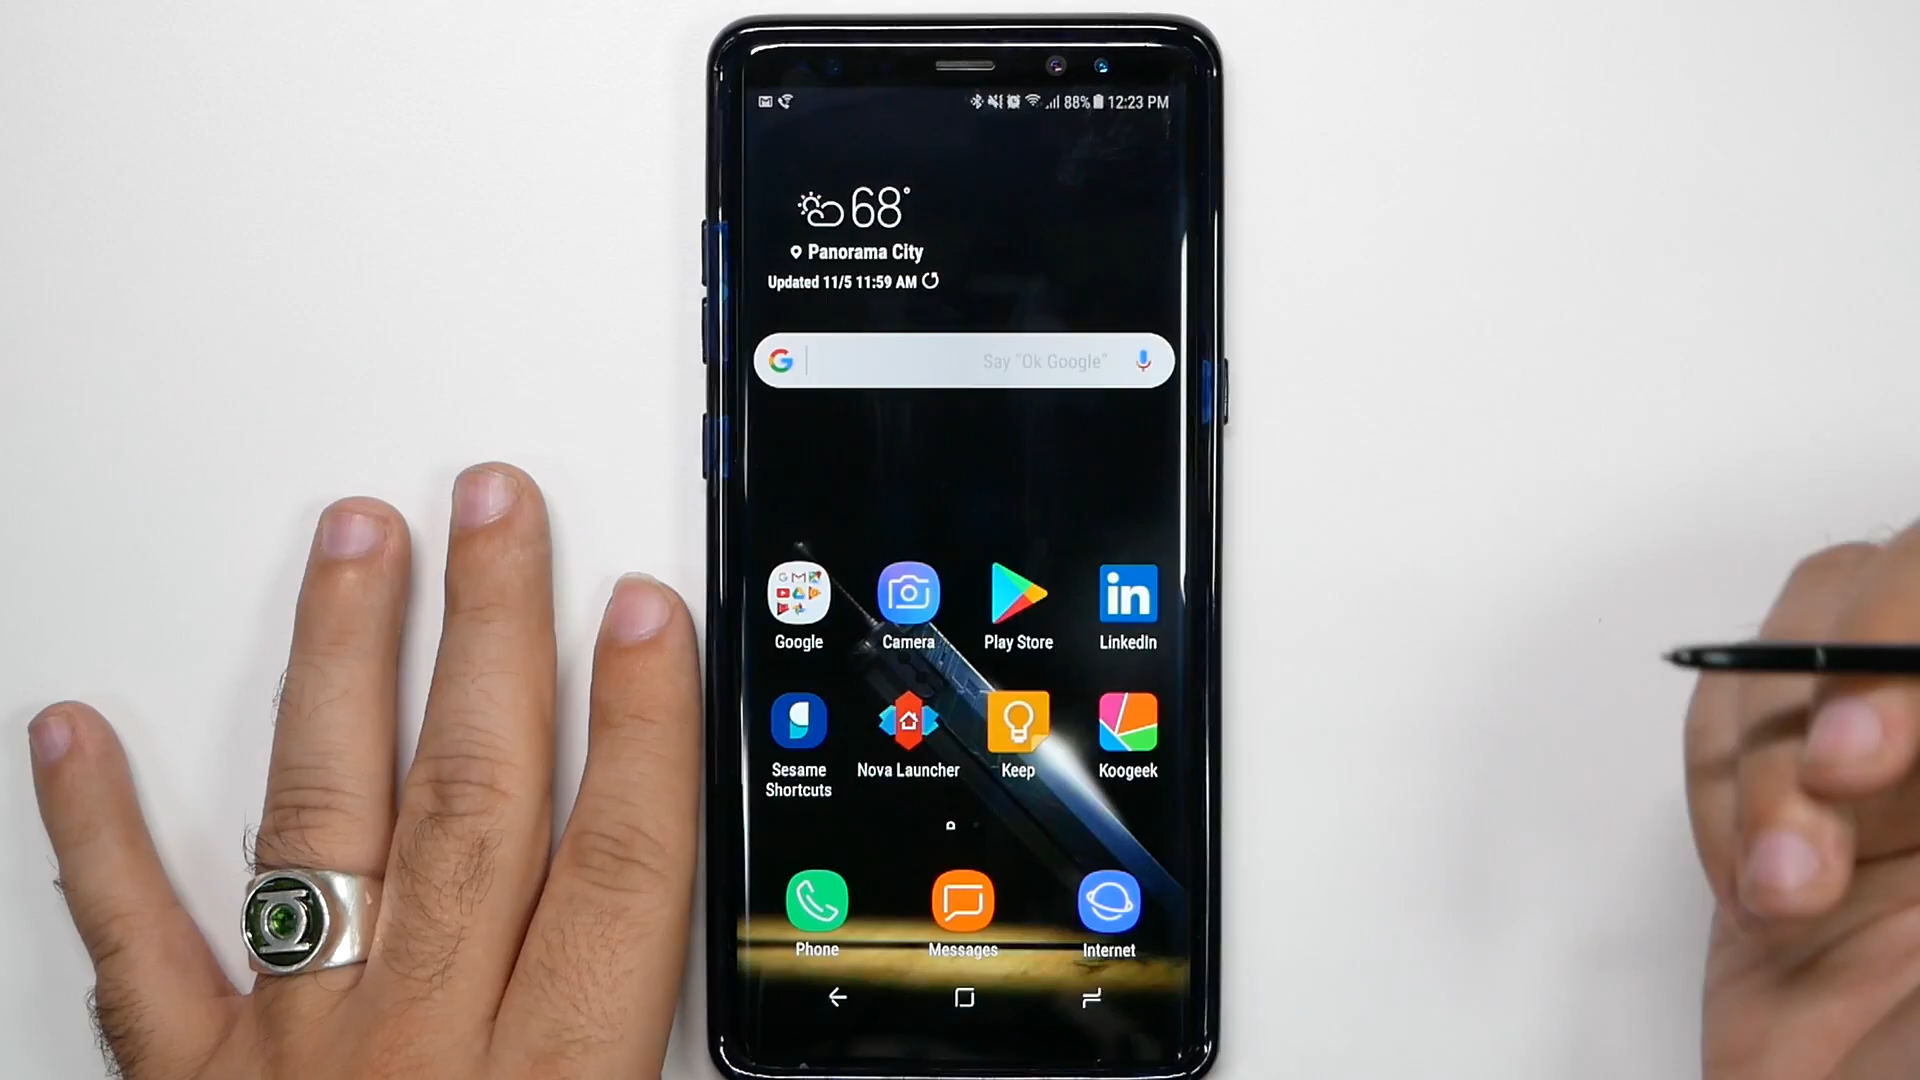 88% 12:23 PM
68°
Panorama City
Updated 11/5 11:59 AM
Say "Ok Google"
Google Camera Play Store LinkedIn
Sesame Shortcuts Nova Launcher Keep Koogeek
Phone Messages Internet